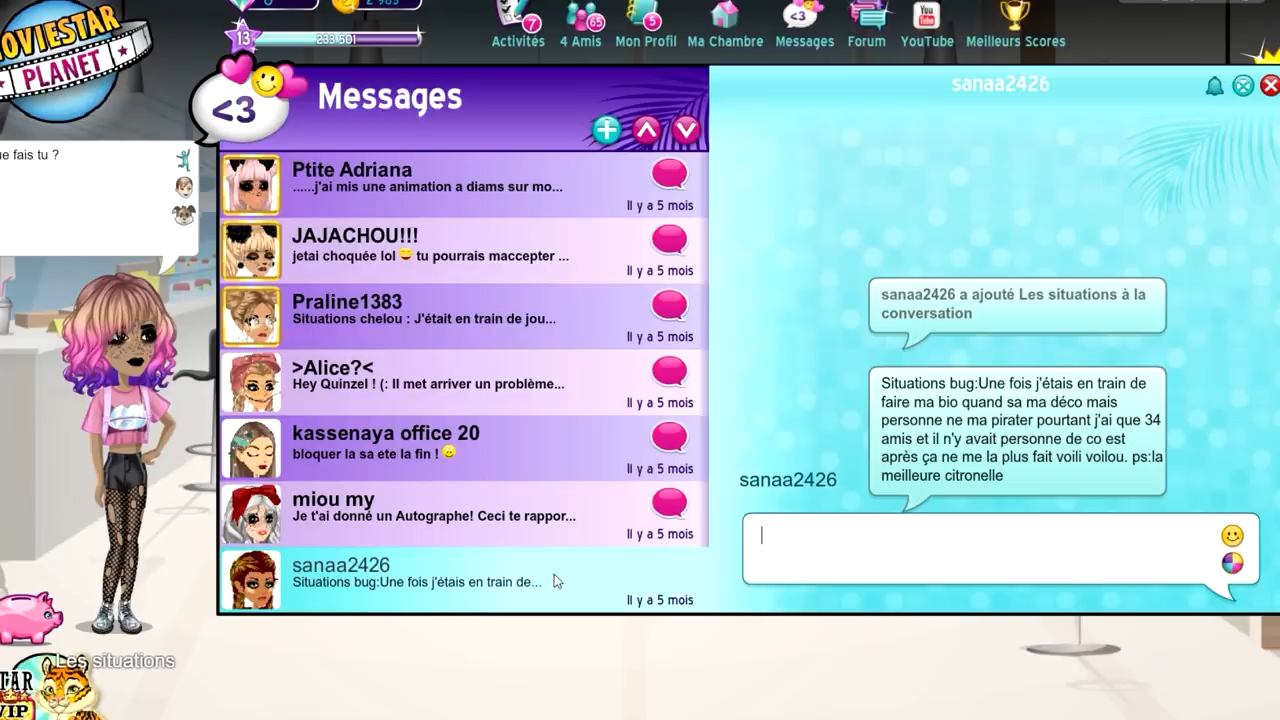 MOVIESTAR
PLANET
13
233 501
7
Activités
65
4 Amis
5
Mon Profil
Ma Chambre
<3
Messages
Forum
You
Tube
YouTube
Meilleurs Scores
<3
Messages
sanaa2426
e fais tu ?
Ptite Adriana
......j'ai mis une animation a diams sur mo...
Il y a 5 mois
JAJACHOU!!!
jetai choquée lol 😄 tu pourrais maccepter ...
Il y a 5 mois
Praline1383
Situations chelou : J'était en train de jou...
Il y a 5 mois
>Alice?<
Hey Quinzel ! (: Il met arriver un problème...
Il y a 5 mois
kassenaya office 20
bloquer la sa ete la fin ! 🙂
Il y a 5 mois
miou my
Je t'ai donné un Autographe! Ceci te rappor...
Il y a 5 mois
sanaa2426
Situations bug:Une fois j'étais en train de...
Il y a 5 mois
sanaa2426 a ajouté Les situations à la
conversation
Situations bug:Une fois j'étais en train de
faire ma bio quand sa ma déco mais
personne ne ma pirater pourtant j'ai que 34
amis et il n'y avait personne de co est
après ça ne me la plus fait voili voilou. ps:la
meilleure citronelle
sanaa2426
Les situations
TAR
VIP